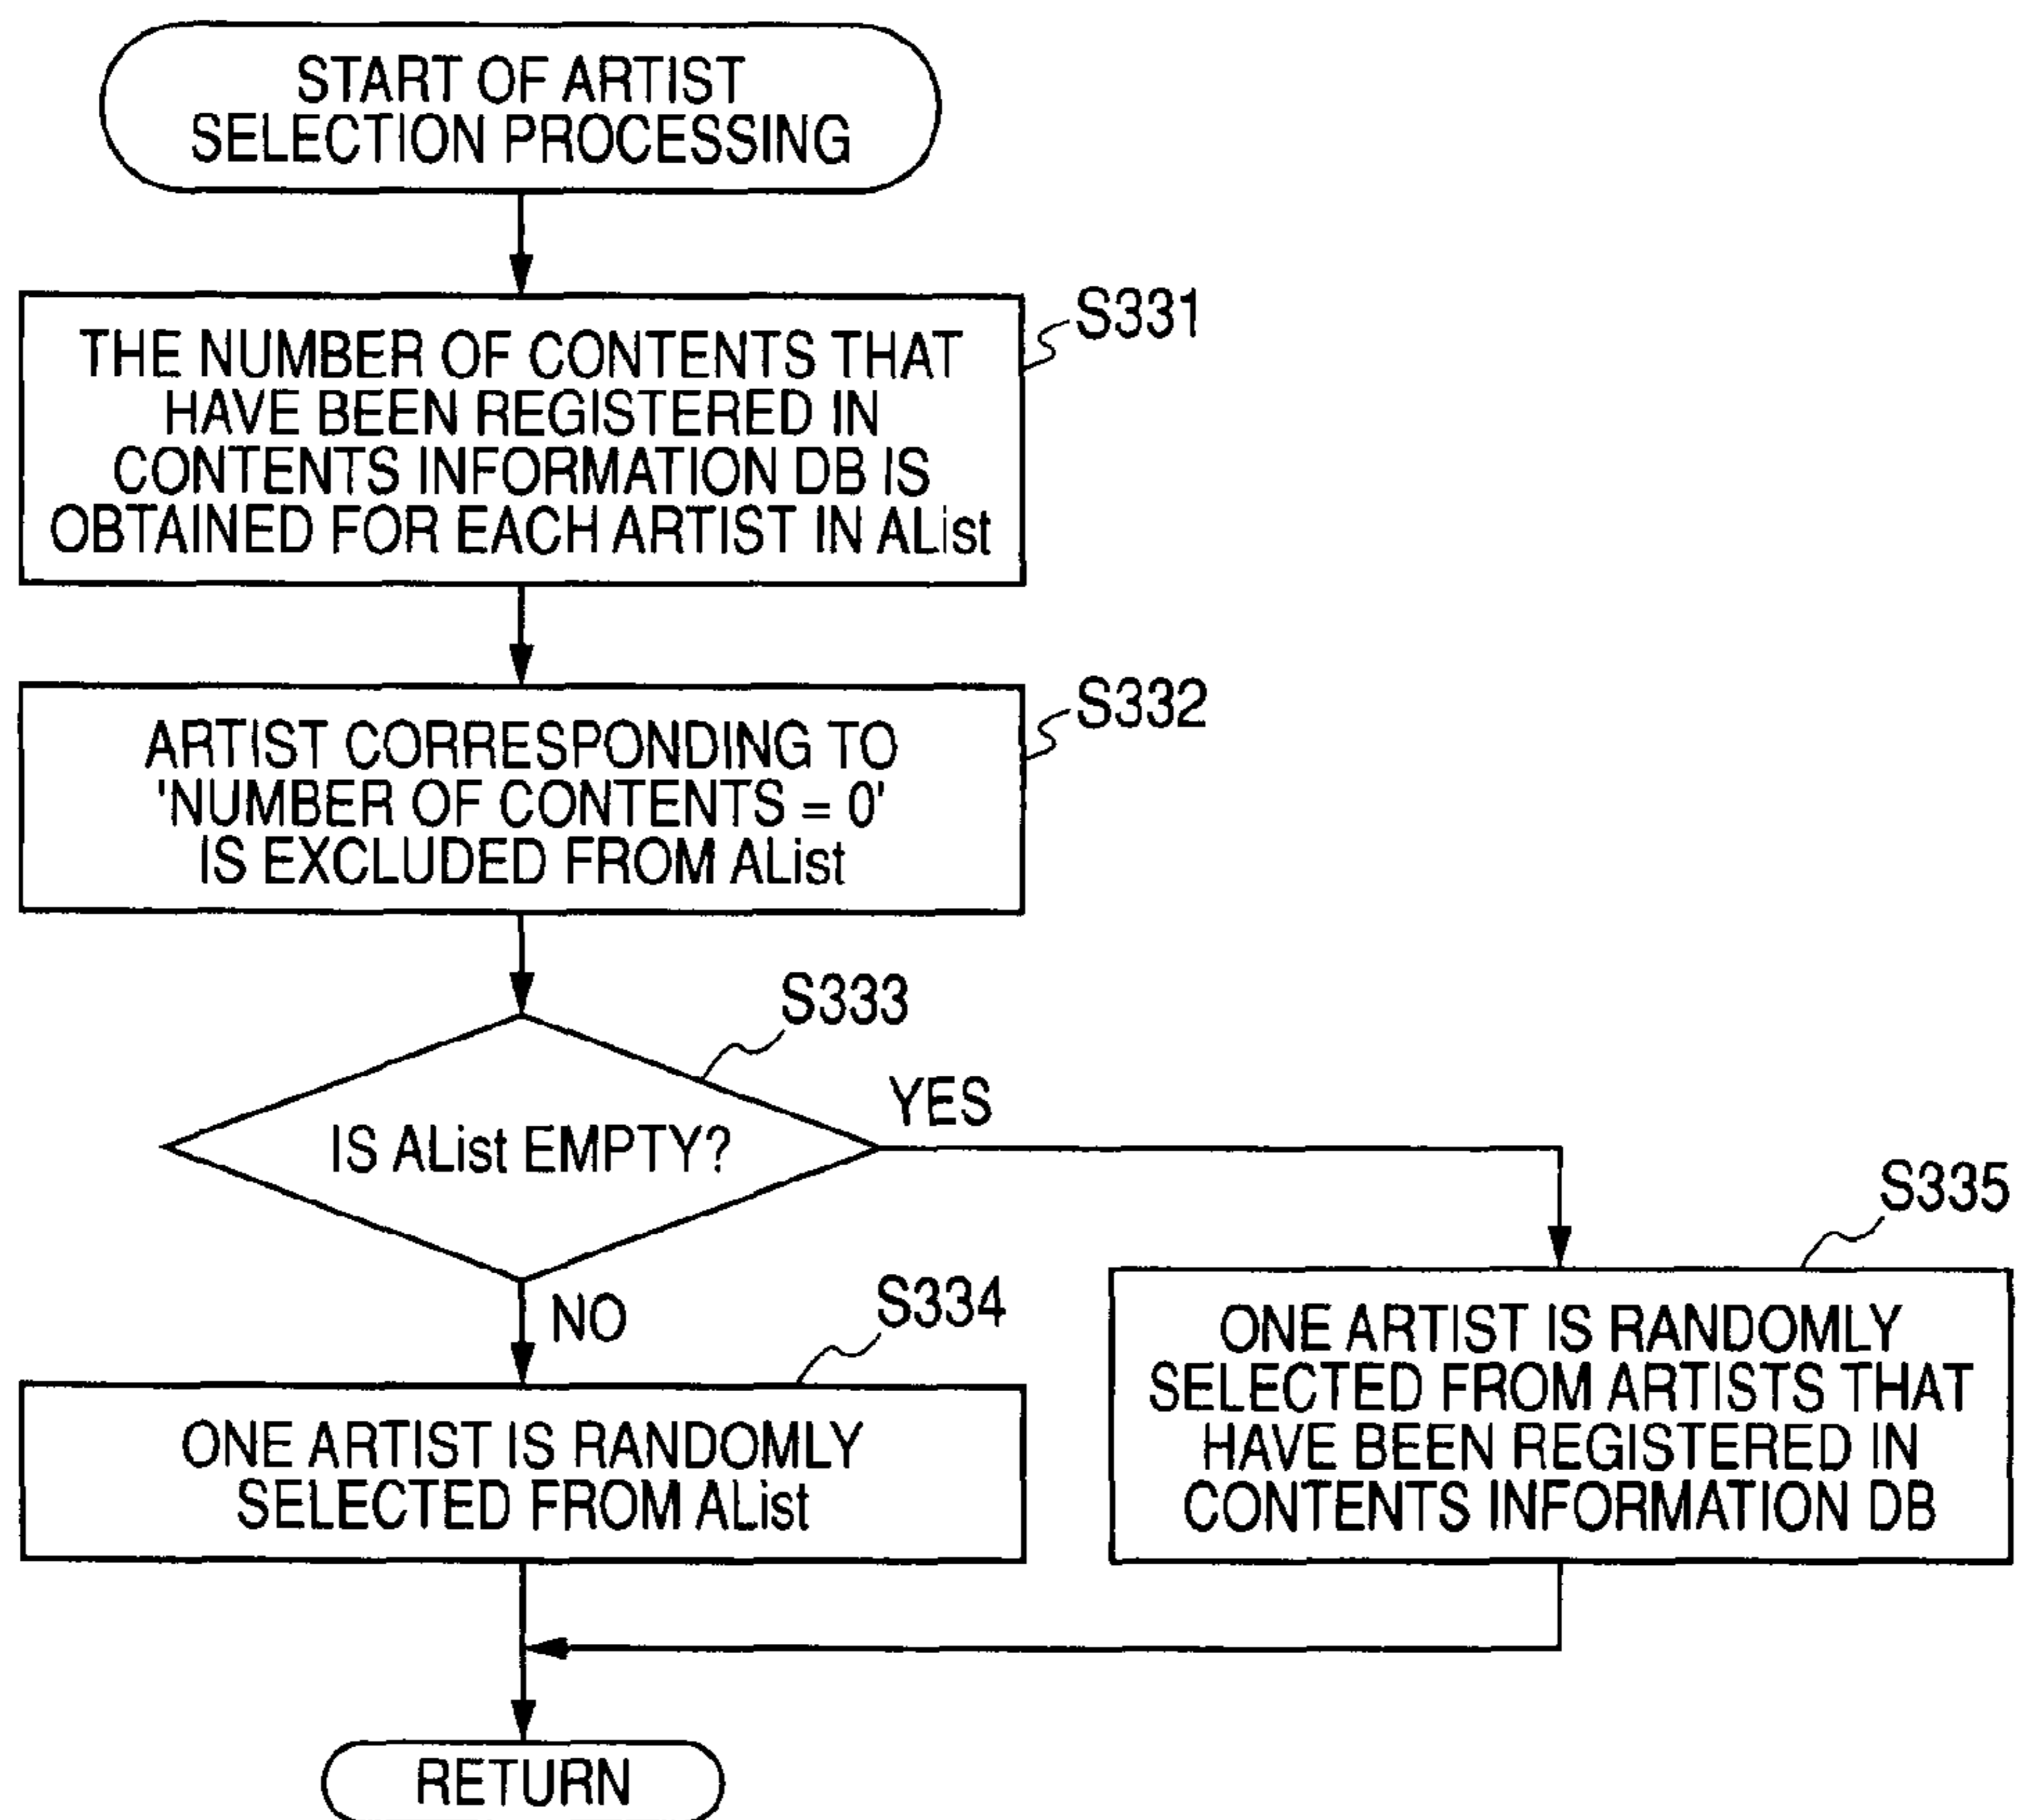 START OF ARTIST
SELECTION PROCESSING
S331
THE NUMBER OF CONTENTS THAT
HAVE BEEN REGISTERED IN
CONTENTS INFORMATION DB IS
OBTAINED FOR EACH ARTIST IN AList
S332
ARTIST CORRESPONDING TO
'NUMBER OF CONTENTS = 0'
IS EXCLUDED FROM AList
S333
IS AList EMPTY?
YES
NO
S334
ONE ARTIST IS RANDOMLY
SELECTED FROM AList
S335
ONE ARTIST IS RANDOMLY
SELECTED FROM ARTISTS THAT
HAVE BEEN REGISTERED IN
CONTENTS INFORMATION DB
RETURN